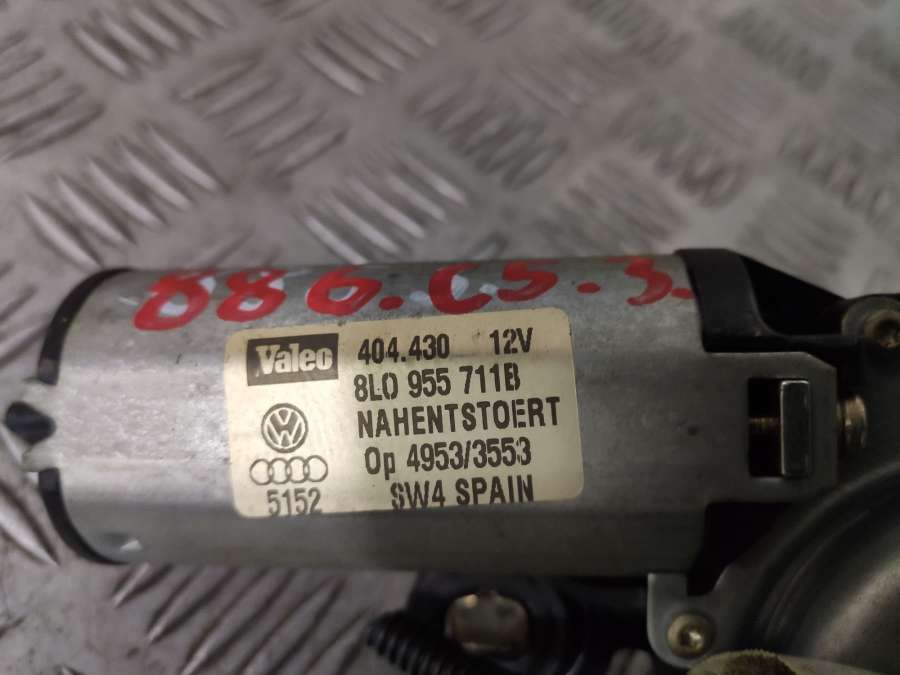 886.C5.3.
Valeo 404.430 12V
8L0 955 711B
NAHENTSTOERT
Op 4953/3553
5152 SW4 SPAIN